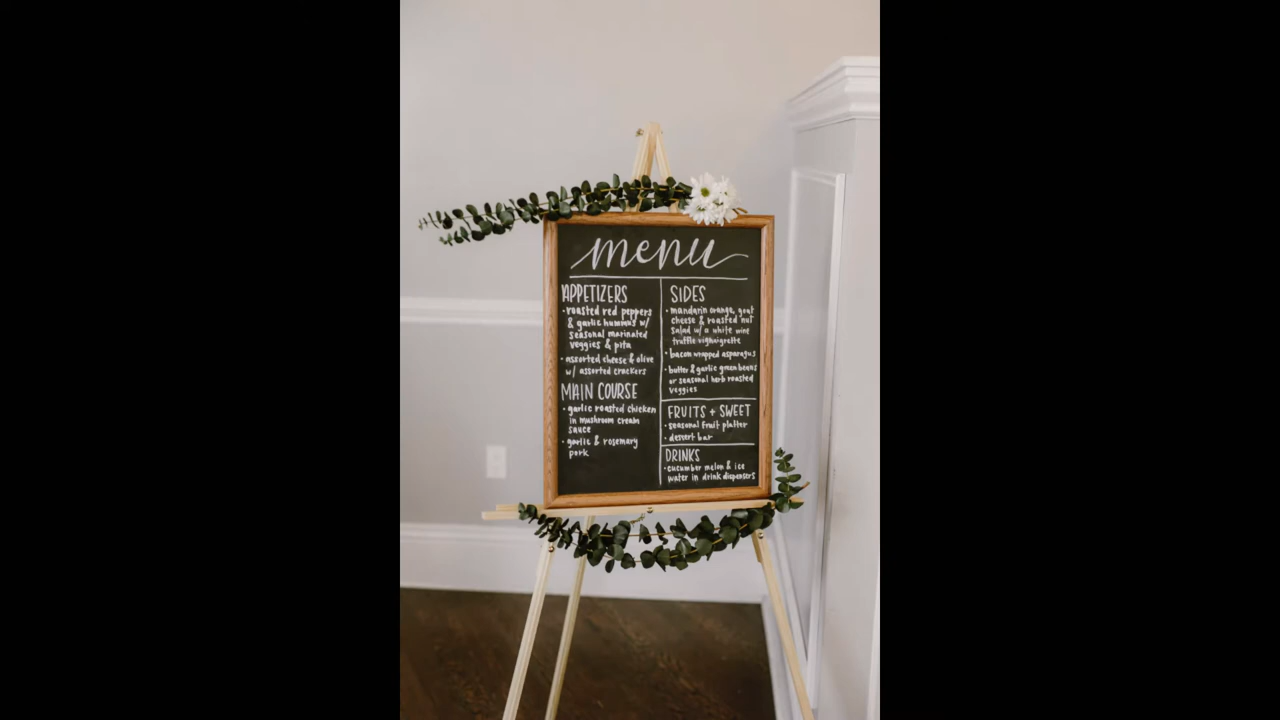 menu
APPETIZERS
• roasted red peppers
& garlic hummus w/
seasonal marinated
veggies & pita
• assorted cheese & olive
w/ assorted crackers
MAIN COURSE
• garlic roasted chicken
in mushroom cream
sauce
• garlic & rosemary
pork
SIDES
• mandarin orange, goat
cheese & roasted nut
salad w/ a white wine
truffle vighaigrette
• bacon wrapped asparagus
• butter & garlic green beans
or seasonal herb roasted
veggies
FRUITS + SWEET
• seasonal fruit platter
• dessert bar
DRINKS
• cucumber melon & ice
water in drink dispensers